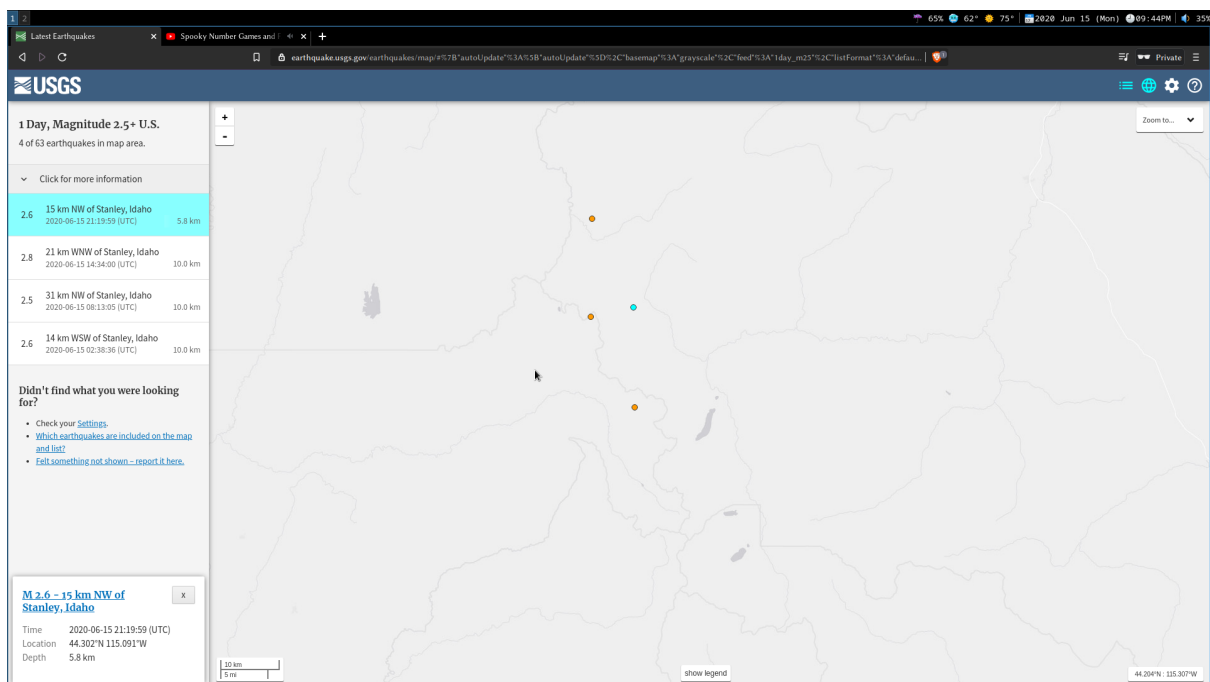 1 2
65% 62° 75° 2020 Jun 15 (Mon) 09:44PM 35%
Latest Earthquakes x Spooky Number Games and x +
earthquake.usgs.gov/earthquakes/map/#%7B"autoUpdate"%3A%5B"autoUpdate"%5D%2C"basemap"%3A"grayscale"%2C"feed"%3A"1day_m25"%2C"listFormat"%3A"defau... Private
USGS
1 Day, Magnitude 2.5+ U.S.
4 of 63 earthquakes in map area.
Click for more information
2.6 15 km NW of Stanley, Idaho
2020-06-15 21:19:59 (UTC) 5.8 km
2.8 21 km WNW of Stanley, Idaho
2020-06-15 14:34:00 (UTC) 10.0 km
2.5 31 km NW of Stanley, Idaho
2020-06-15 08:13:05 (UTC) 10.0 km
2.6 14 km WSW of Stanley, Idaho
2020-06-15 02:38:36 (UTC) 10.0 km
Didn't find what you were looking
for?
• Check your Settings.
• Which earthquakes are included on the map
and list?
• Felt something not shown – report it here.
M 2.6 - 15 km NW of
Stanley, Idaho
x
Time 2020-06-15 21:19:59 (UTC)
Location 44.302°N 115.091°W
Depth 5.8 km
+
-
Zoom to...
10 km
5 mi
show legend
44.204°N : 115.307°W